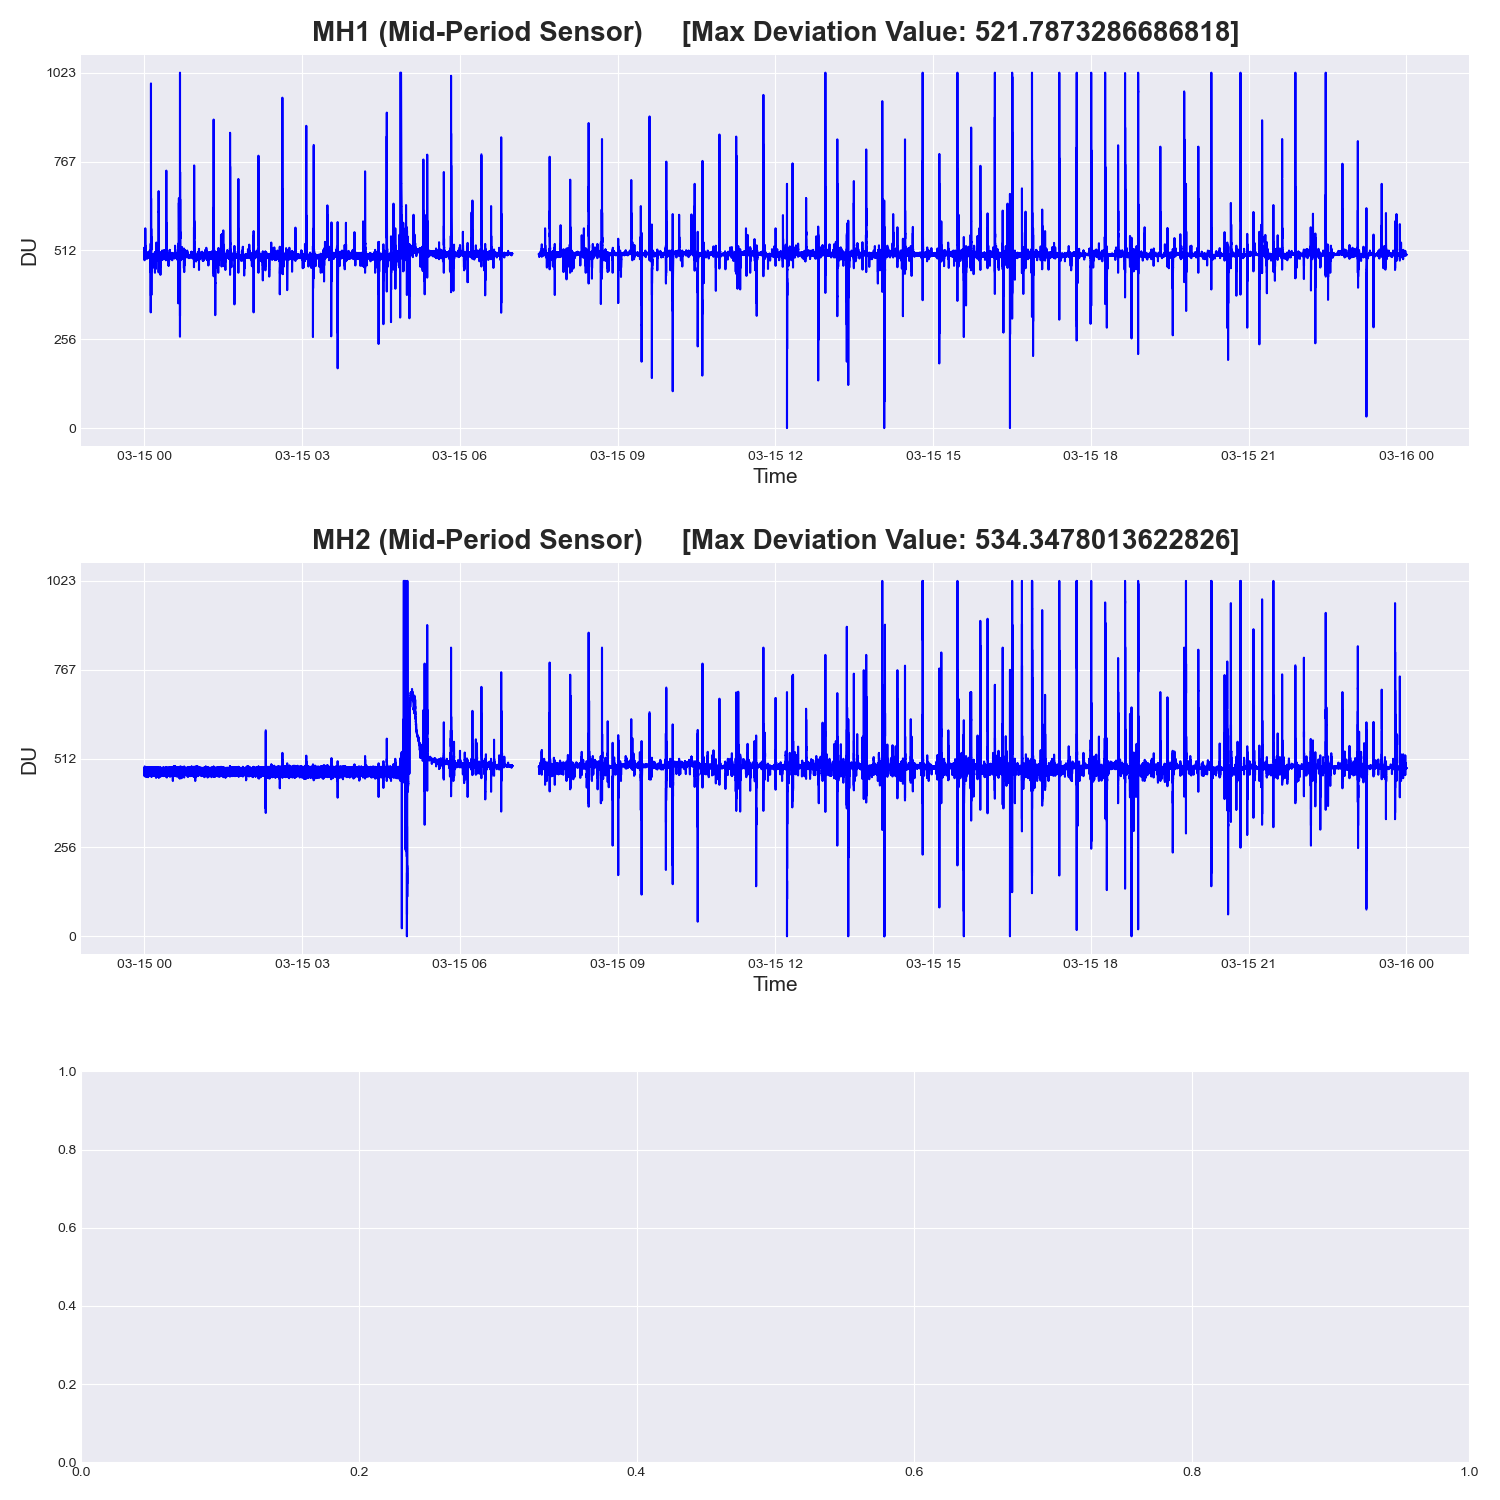 MH1 (Mid-Period Sensor) [Max Deviation Value: 521.7873286686818]
1023
767
512
256
0
DU
03-15 00 03-15 03 03-15 06 03-15 09 03-15 12 03-15 15 03-15 18 03-15 21 03-16 00
Time
MH2 (Mid-Period Sensor) [Max Deviation Value: 534.3478013622826]
1023
767
512
256
0
DU
03-15 00 03-15 03 03-15 06 03-15 09 03-15 12 03-15 15 03-15 18 03-15 21 03-16 00
Time
1.0
0.8
0.6
0.4
0.2
0.0
0.0 0.2 0.4 0.6 0.8 1.0